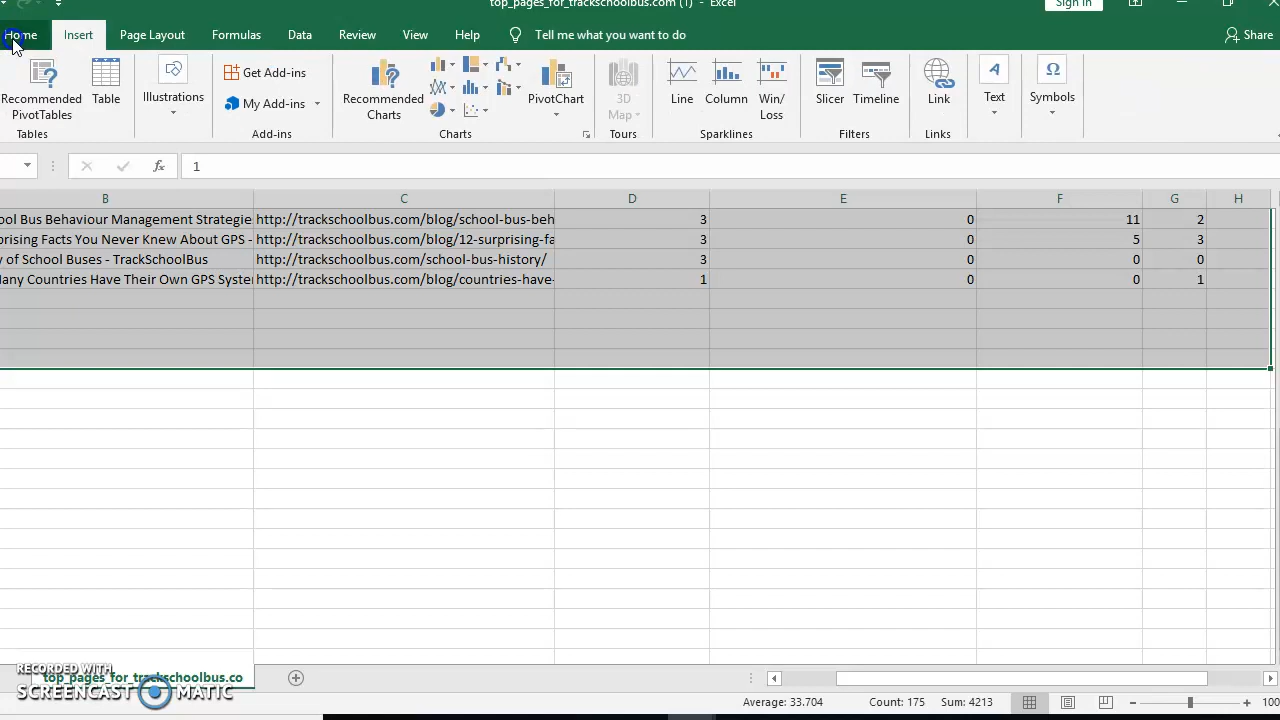 top_pages_for_trackschoolbus.com (1) - Excel
Sign in
Home Insert Page Layout Formulas Data Review View Help Tell me what you want to do Share
Recommended PivotTables
Table
Illustrations
Get Add-ins
My Add-ins
Recommended Charts
PivotChart
3D Map
Line
Column
Win/ Loss
Slicer
Timeline
Link
Text
Symbols
Tables Add-ins Charts Tours Sparklines Filters Links
fx 1
B C D E F G H
ool Bus Behaviour Management Strategie http://trackschoolbus.com/blog/school-bus-beh 3 0 11 2
prising Facts You Never Knew About GPS - http://trackschoolbus.com/blog/12-surprising-fa 3 0 5 3
y of School Buses - TrackSchoolBus http://trackschoolbus.com/school-bus-history/ 3 0 0 0
Many Countries Have Their Own GPS Syste http://trackschoolbus.com/blog/countries-have- 1 0 0 1
RECORDED WITH
top_pages_for_trackschoolbus.co
SCREENCAST MATIC
Average: 33.704 Count: 175 Sum: 4213 100